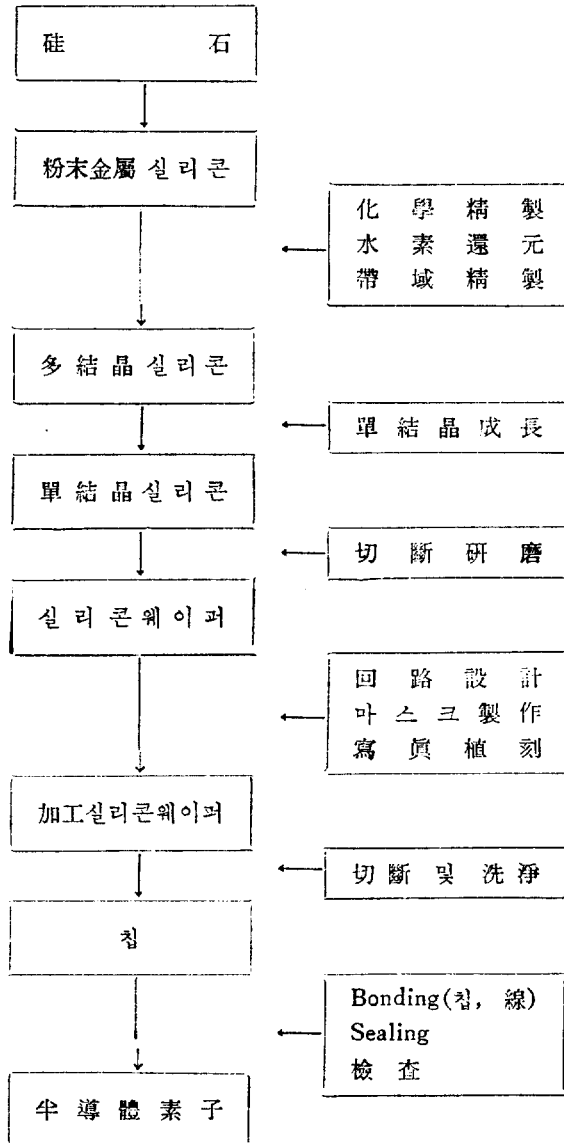 硅石
粉末金屬 실리콘
化學精製
水素還元
帶域精製
多結晶실리콘
單結晶成長
單結晶실리콘
切斷硏磨
실리콘웨이퍼
回路設計
마스크製作
寫眞植刻
加工실리콘웨이퍼
切斷 및 洗淨
칩
Bonding(칩, 線)
Sealing
檢査
半導體素子